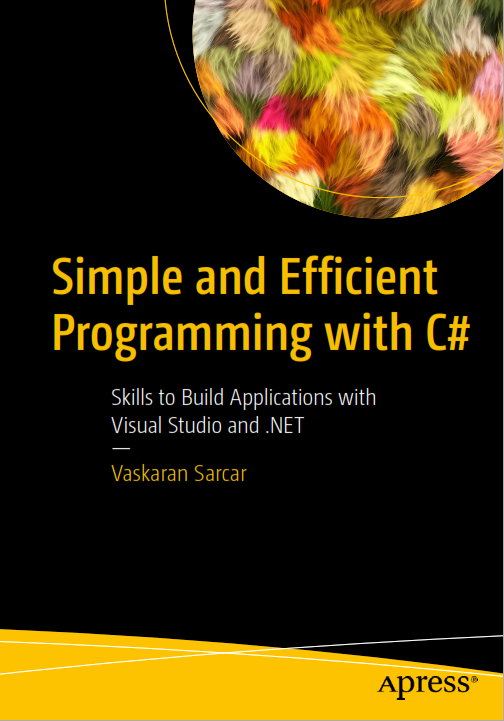 Simple and Efficient
Programming with C#
Skills to Build Applications with
Visual Studio and .NET
—
Vaskaran Sarcar
Apress®